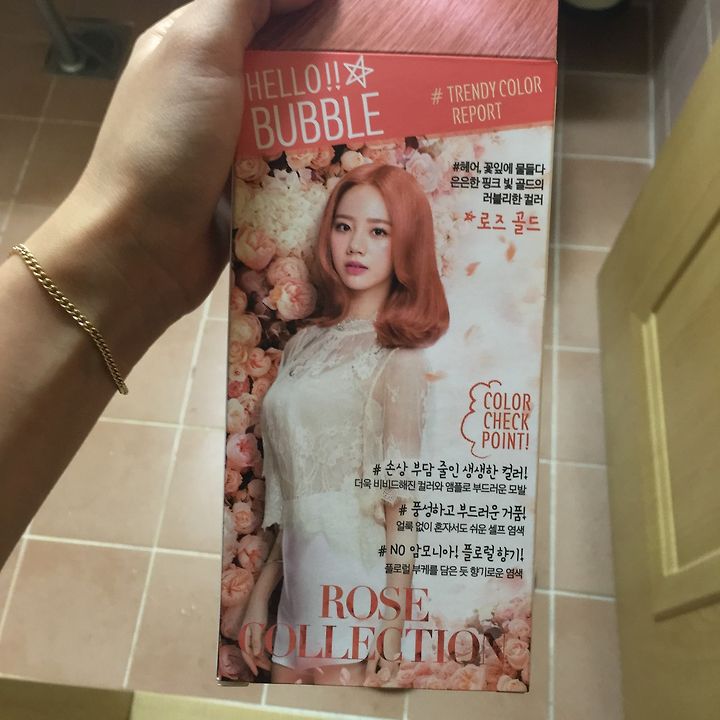 HELLO!!
BUBBLE
# TRENDY COLOR
REPORT
#헤어, 꽃잎에 물들다
은은한 핑크 빛 골드의
러블리한 컬러
로즈 골드
COLOR
CHECK
POINT!
# 손상 부담 줄인 생생한 컬러!
더욱 비비드해진 컬러와 앰플로 부드러운 모발
# 풍성하고 부드러운 거품!
얼룩 없이 혼자서도 쉬운 셀프 염색
# NO 암모니아! 플로럴 향기!
플로럴 부케를 담은 듯 향기로운 염색
ROSE
COLLECTION